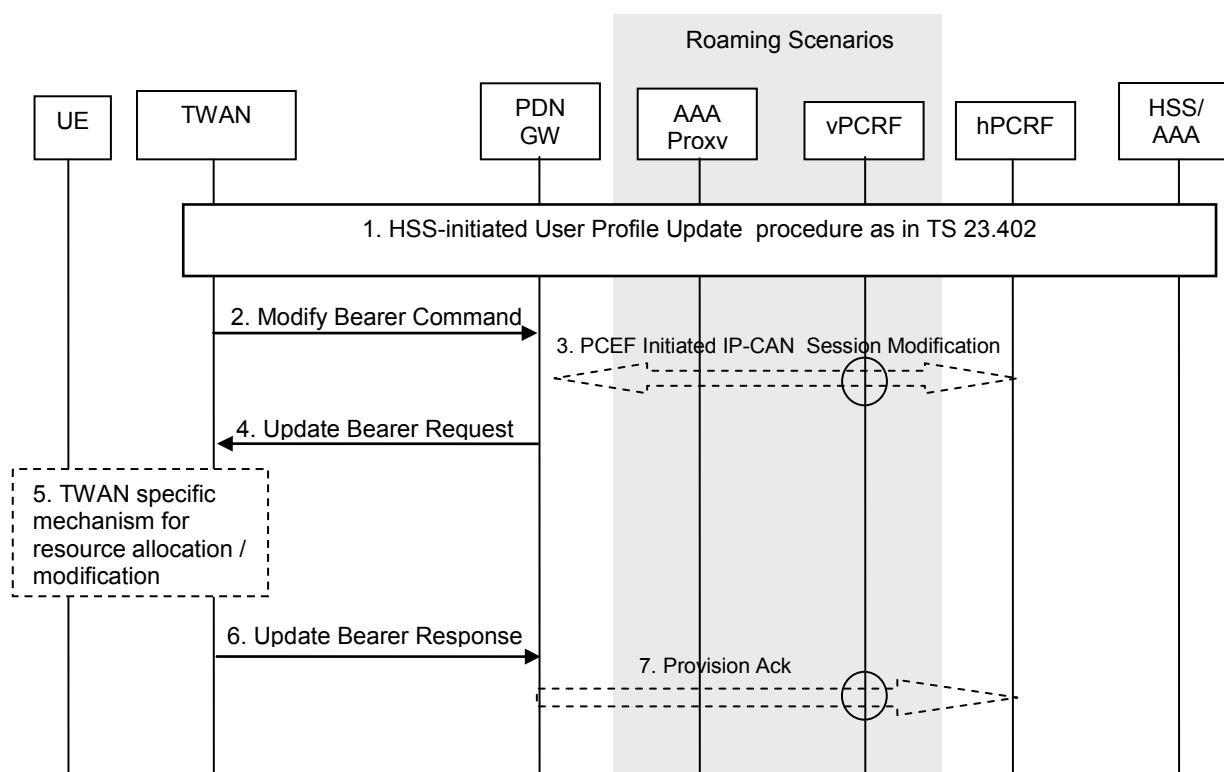 Roaming Scenarios
UE
TWAN
PDN
GW
AAA
Proxv
vPCRF
hPCRF
HSS/
AAA
1. HSS-initiated User Profile Update procedure as in TS 23.402
2. Modify Bearer Command
3. PCEF Initiated IP-CAN Session Modification
4. Update Bearer Request
5. TWAN specific
mechanism for
resource allocation /
modification
6. Update Bearer Response
7. Provision Ack